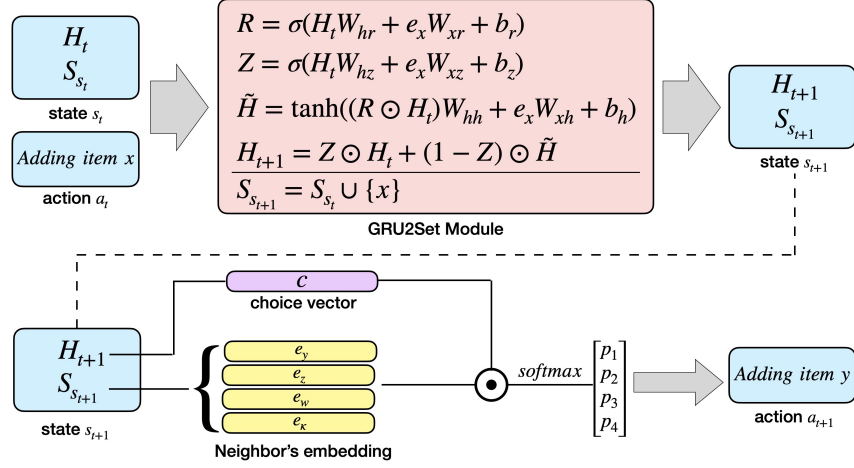 H_t
S_{s_t}
state s_t
Adding item x
action a_t
R = σ(H_t W_{hr} + e_x W_{xr} + b_r)
Z = σ(H_t W_{hz} + e_x W_{xz} + b_z)
H̃ = tanh((R ⊙ H_t)W_{hh} + e_x W_{xh} + b_h)
H_{t+1} = Z ⊙ H_t + (1 − Z) ⊙ H̃
S_{s_{t+1}} = S_{s_t} ∪ {x}
GRU2Set Module
H_{t+1}
S_{s_{t+1}}
state s_{t+1}
c
choice vector
H_{t+1}
S_{s_{t+1}}
state s_{t+1}
e_y
e_z
e_w
e_κ
Neighbor's embedding
softmax
p_1
p_2
p_3
p_4
Adding item y
action a_{t+1}